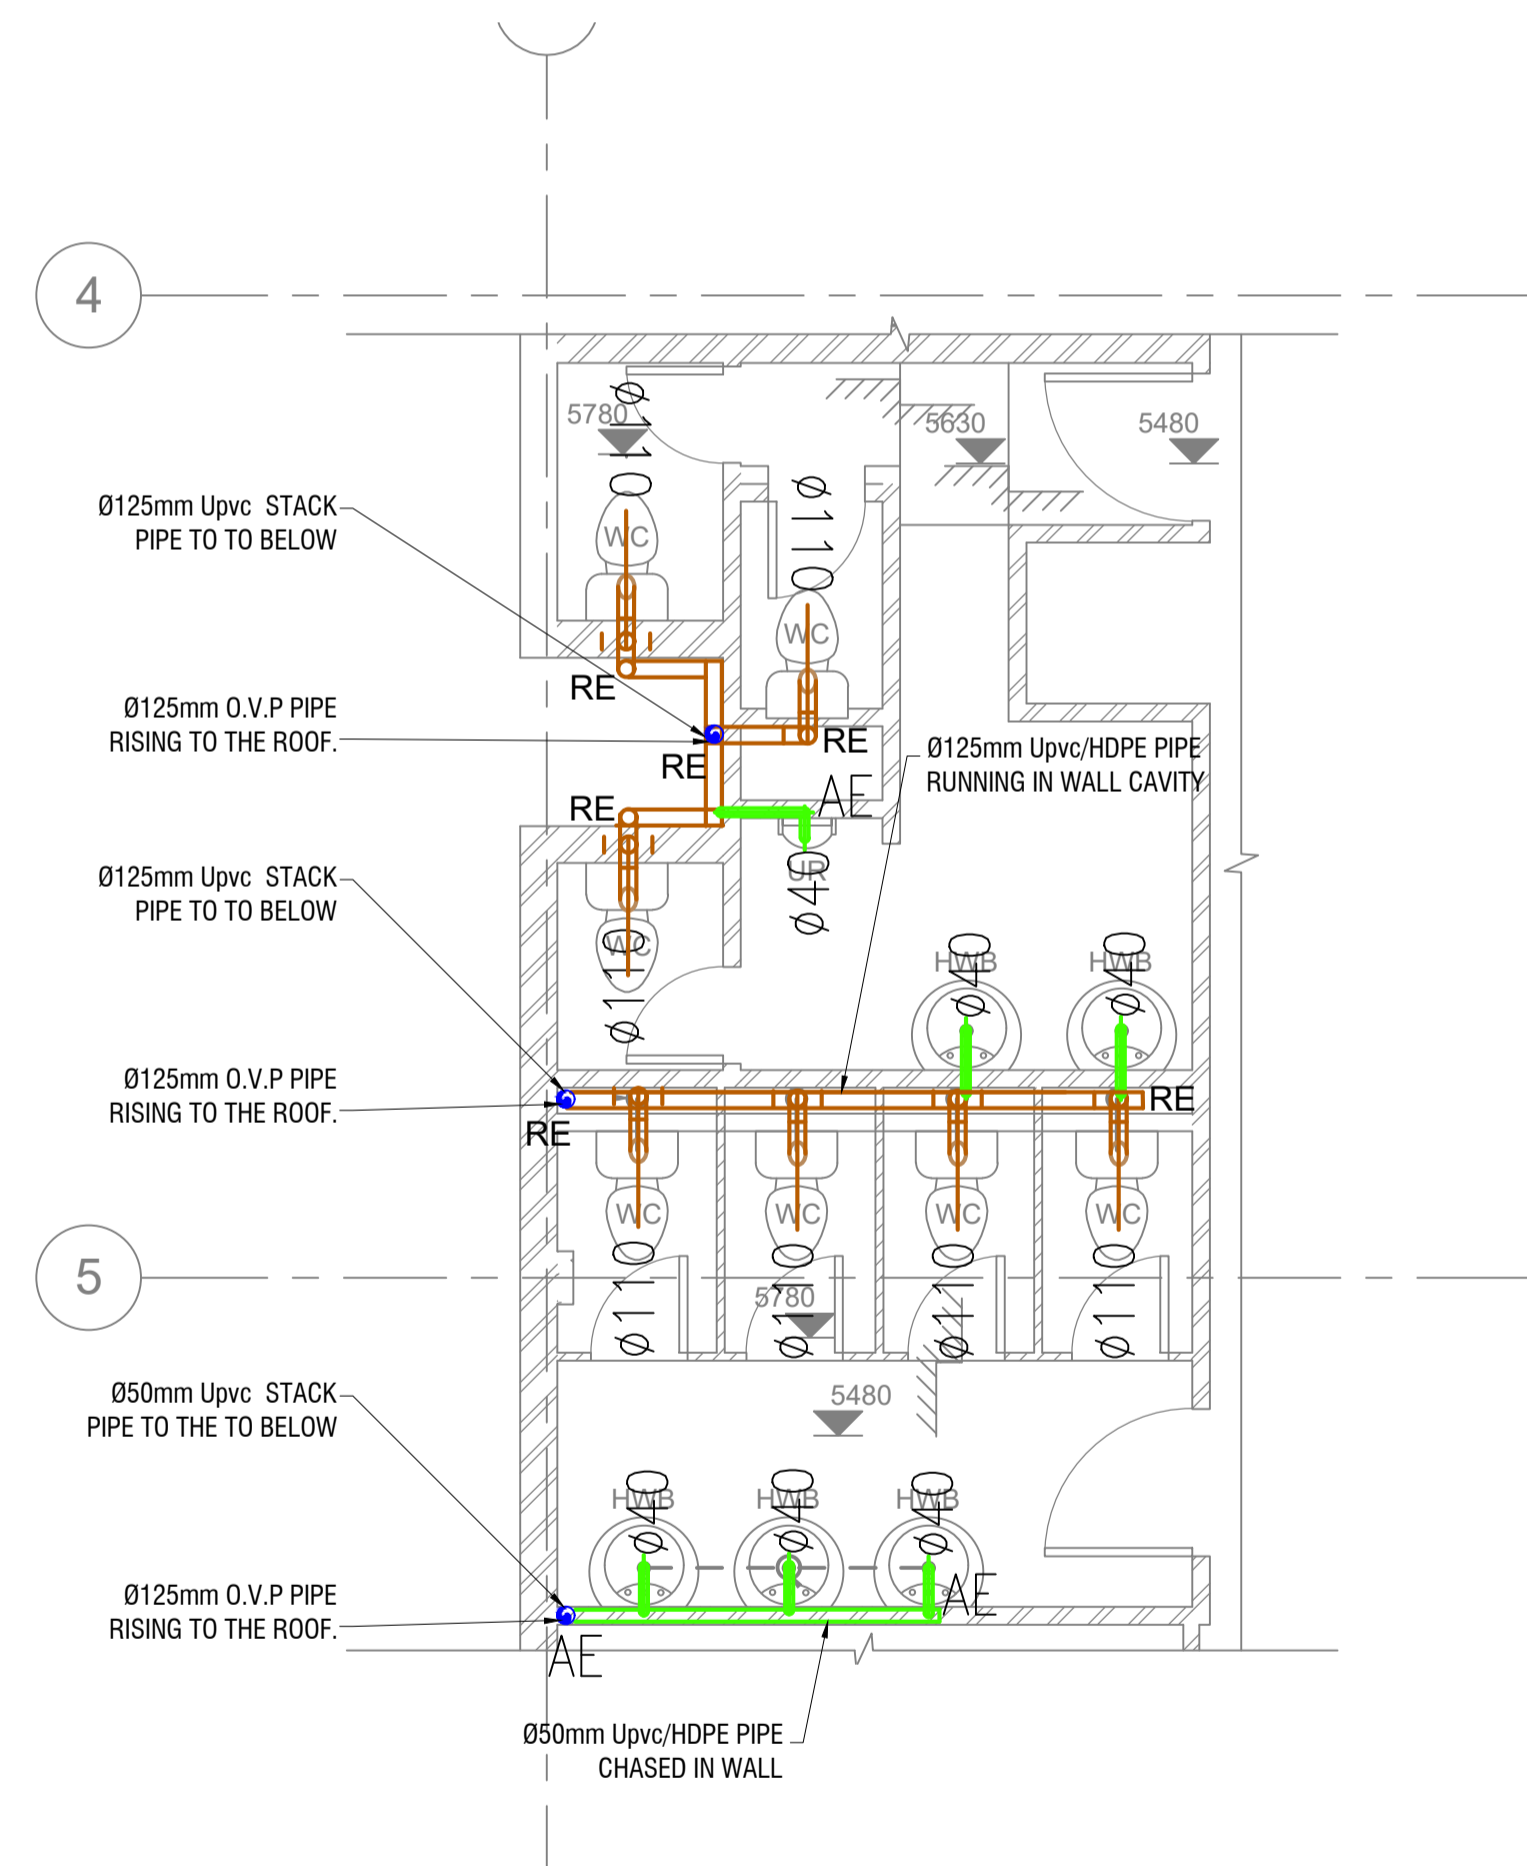 4
Ø110
5780
5630
5480
Ø110
Ø125mm Upvc  STACK
PIPE TO TO BELOW
WC
WC
RE
Ø125mm O.V.P PIPE
RISING TO THE ROOF.
RE
RE
Ø125mm Upvc/HDPE PIPE
RUNNING IN WALL CAVITY
RE
AE
UR
Ø40
Ø125mm Upvc  STACK
PIPE TO TO BELOW
WC
Ø110
HWB
Ø40
HWB
Ø40
Ø125mm O.V.P PIPE
RISING TO THE ROOF.
RE
RE
WC
WC
WC
WC
5
Ø110
Ø110
Ø110
Ø110
5780
5480
Ø50mm Upvc  STACK
PIPE TO THE TO BELOW
HWB
Ø40
HWB
Ø40
HWB
Ø40
Ø125mm O.V.P PIPE
RISING TO THE ROOF.
AE
AE
Ø50mm Upvc/HDPE PIPE
CHASED IN WALL